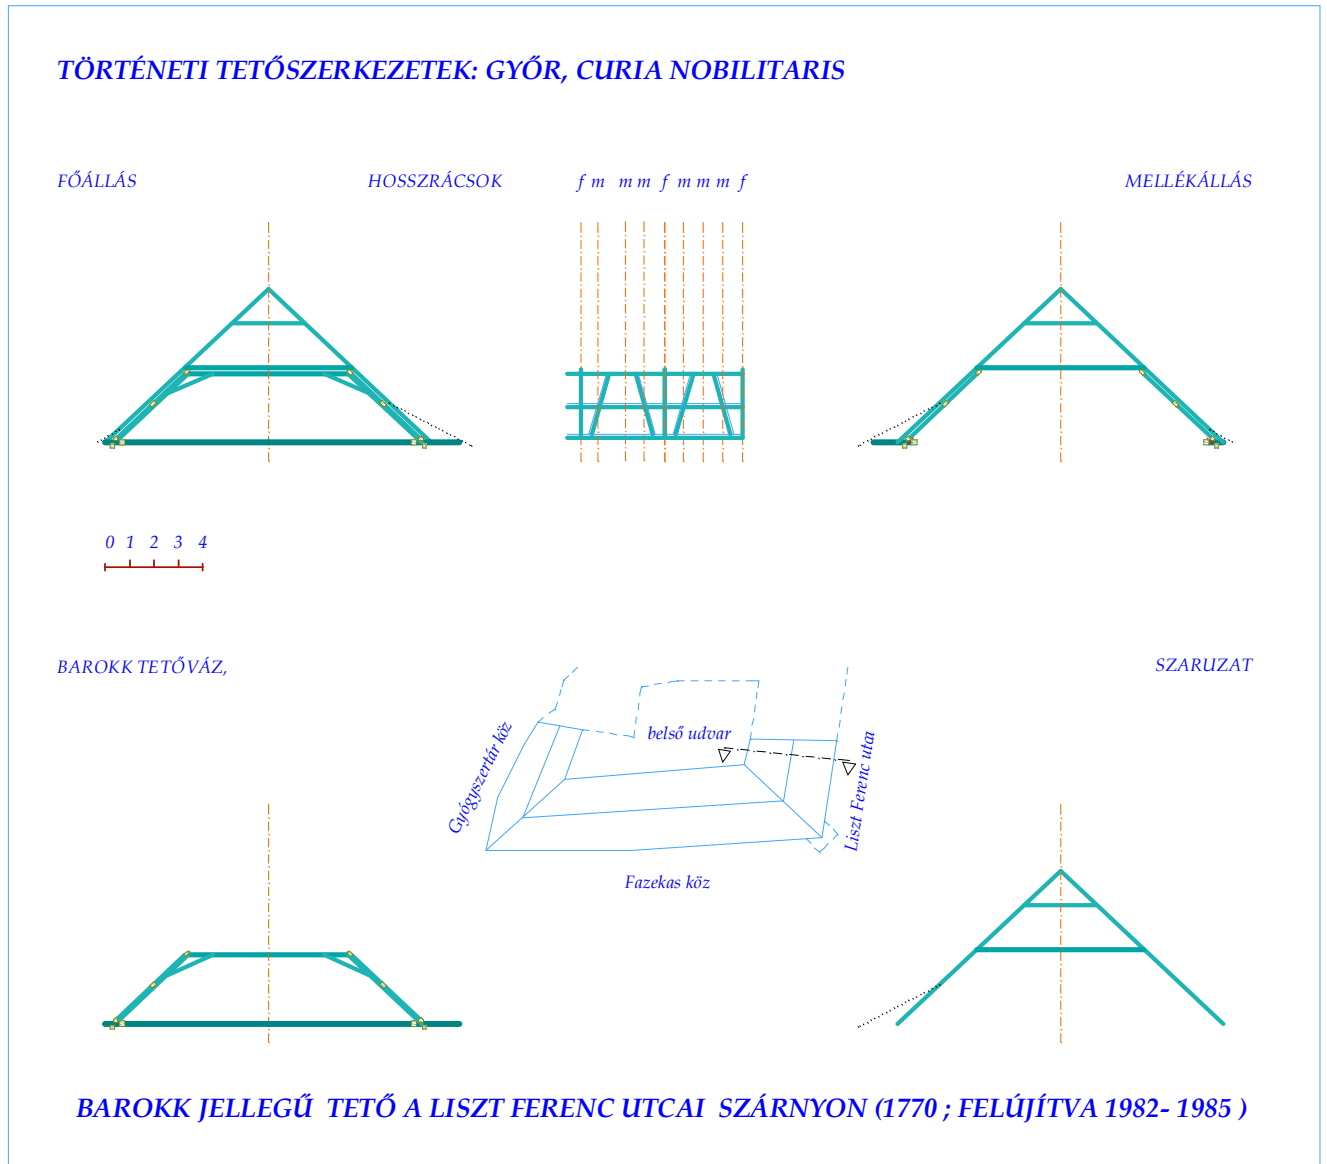 TÖRTÉNETI TETŐSZERKEZETEK: GYŐR, CURIA NOBILITARIS
FŐÁLLÁS
HOSSZRÁCSOK
f m m m f m m m f
MELLÉKÁLLÁS
0 1 2 3 4
BAROKK TETŐVÁZ,
SZARUZAT
belső udvar
Gyógyszertár köz
Liszt Ferenc utai
Fazekas köz
BAROKK JELLEGŰ TETŐ A LISZT FERENC UTCAI SZÁRNYON (1770 ; FELÚJÍTVA 1982- 1985 )